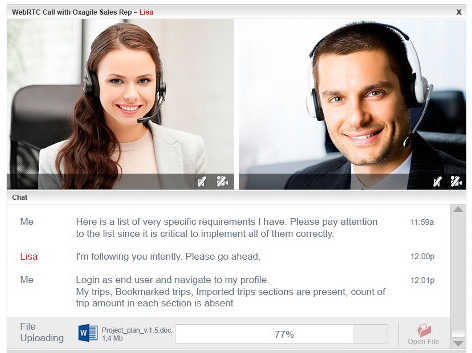 WebRTC Call with Oxagile Sales Rep – Lisa x
Chat
Me Here is a list of very specific requirements I have. Please pay attention 11:59a
to the list since it is critical to implement all of them correctly.
Lisa I'm following you intently. Please go ahead. 12:00p
Me Login as end user and navigate to my profile. 12:01p
My trips, Bookmarked trips, Imported trips sections are present, count of
trip amount in each section is absent
File Uploading
W
Project_plan_v.1.5.doc.
1,4 Mb
77%
Open File